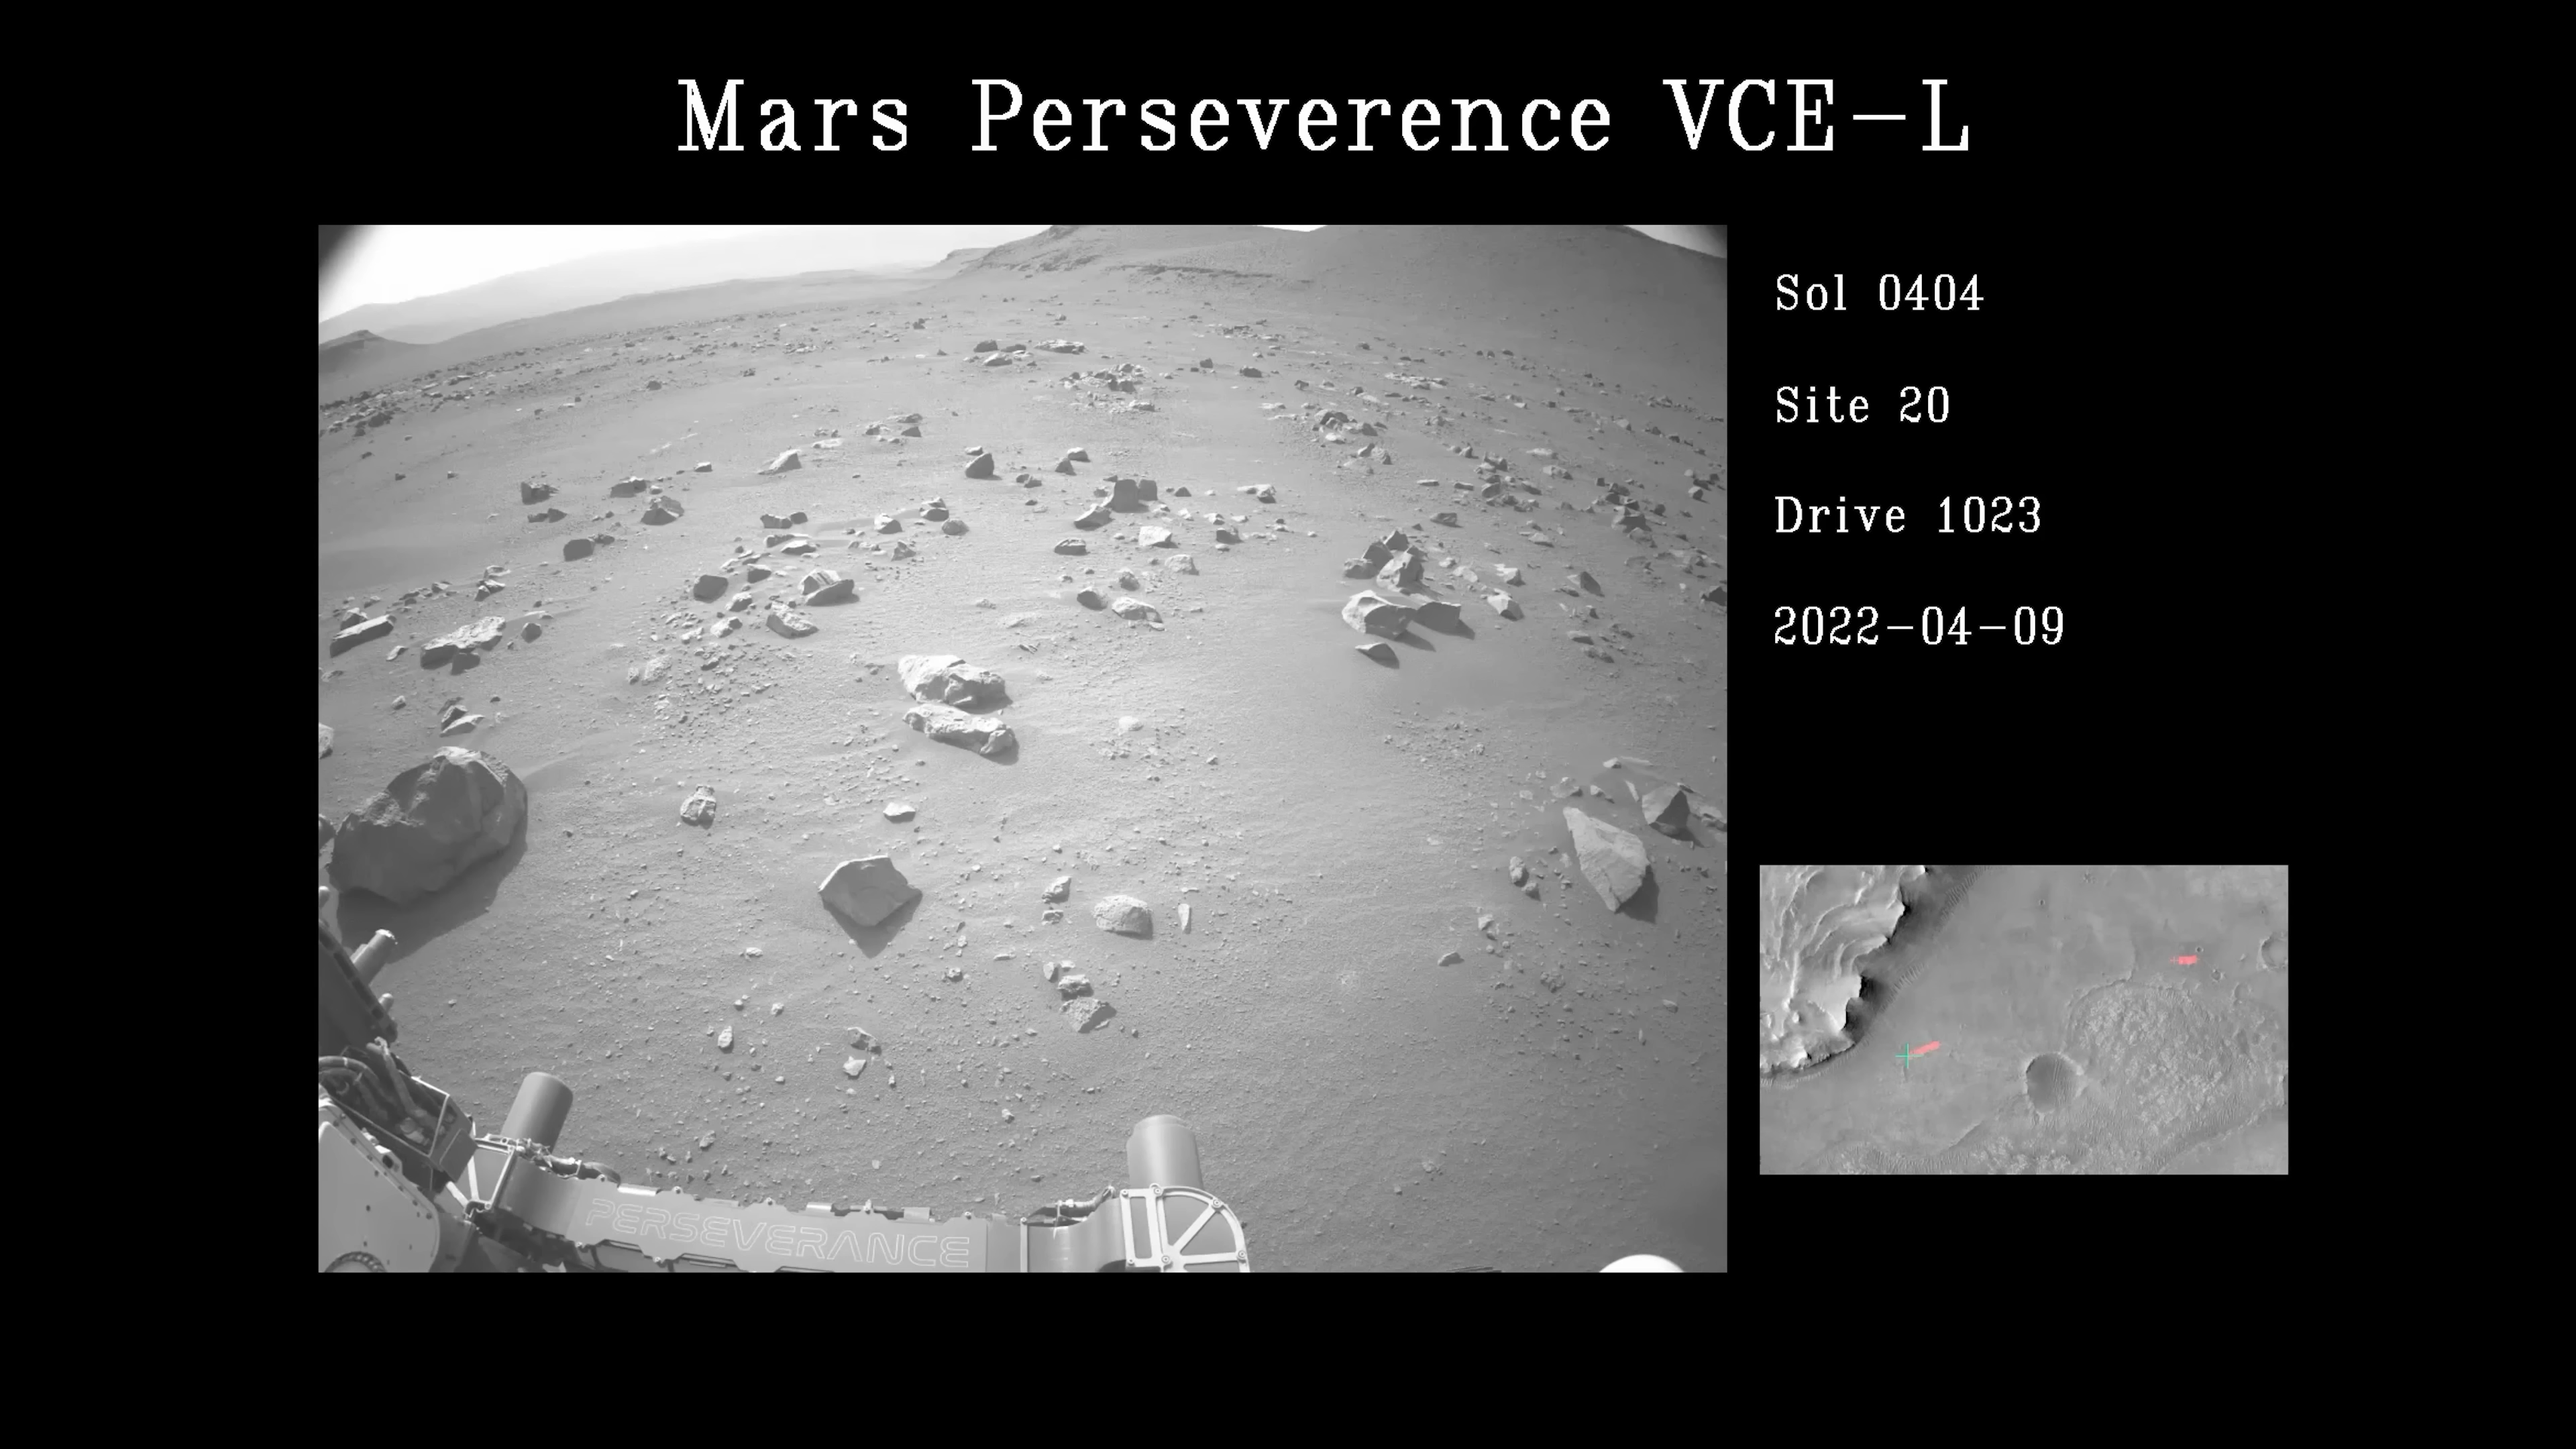 Mars Perseverence VCE-L
Sol 0404
Site 20
Drive 1023
2022-04-09
PERSEVERANCE